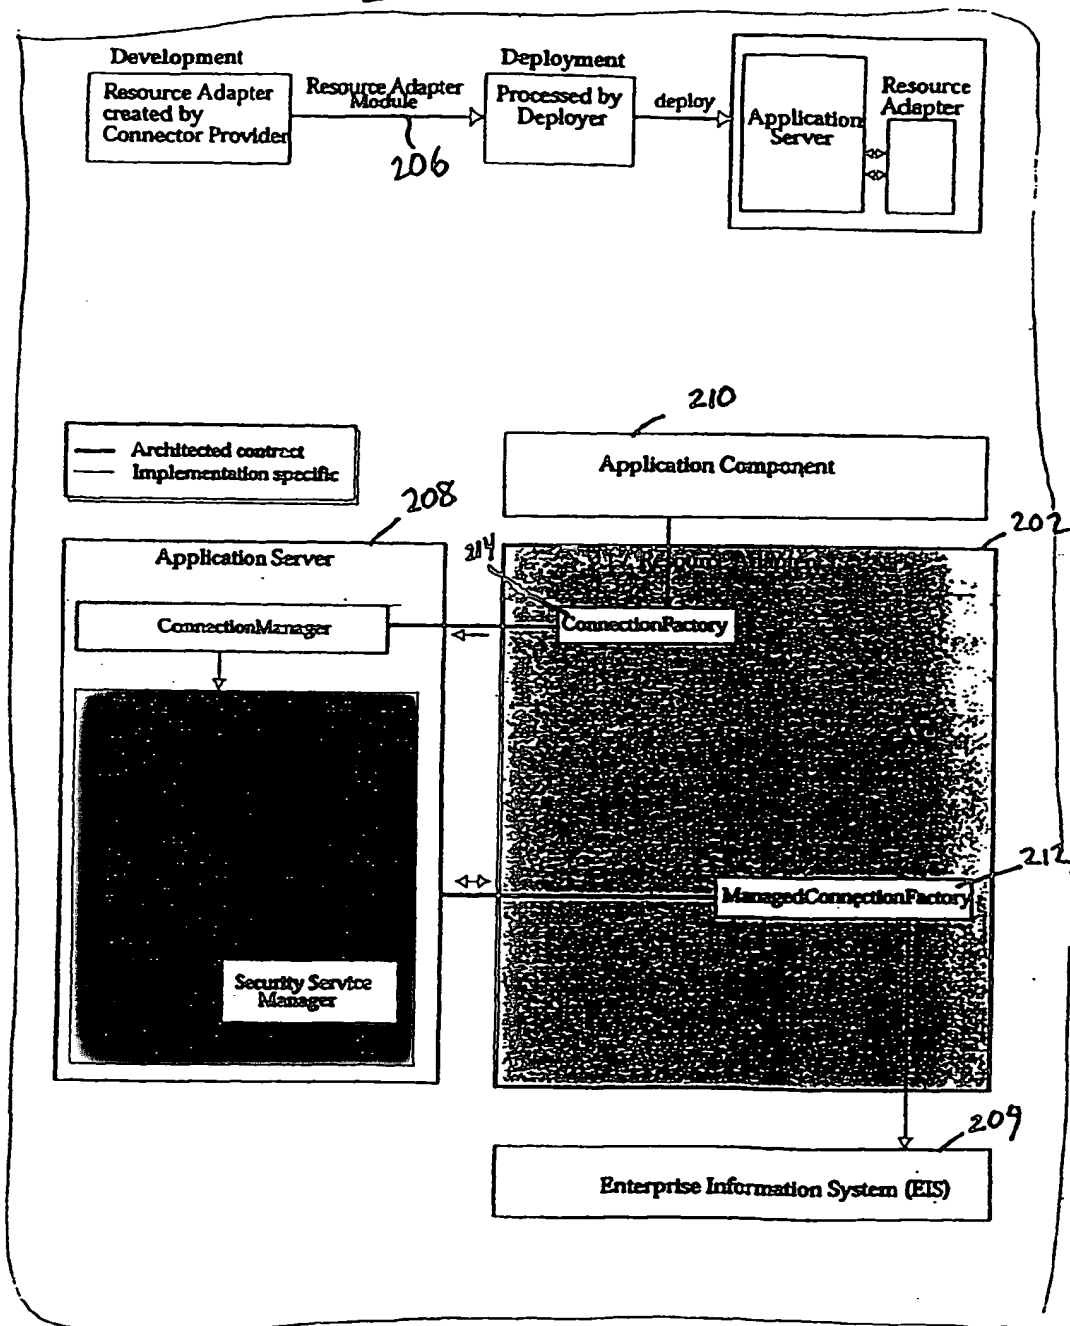 Development
Resource Adapter
created by
Connector Provider
Resource Adapter
Module
206
Deployment
Processed by
Deployer
deploy
Application
Server
Resource
Adapter
210
Architected contract
Implementation specific
Application Component
208
202
Application Server
214
Resource Adapter
ConnectionManager
ConnectionFactory
212
ManagedConnectionFactory
Security Service
Manager
209
Enterprise Information System (EIS)